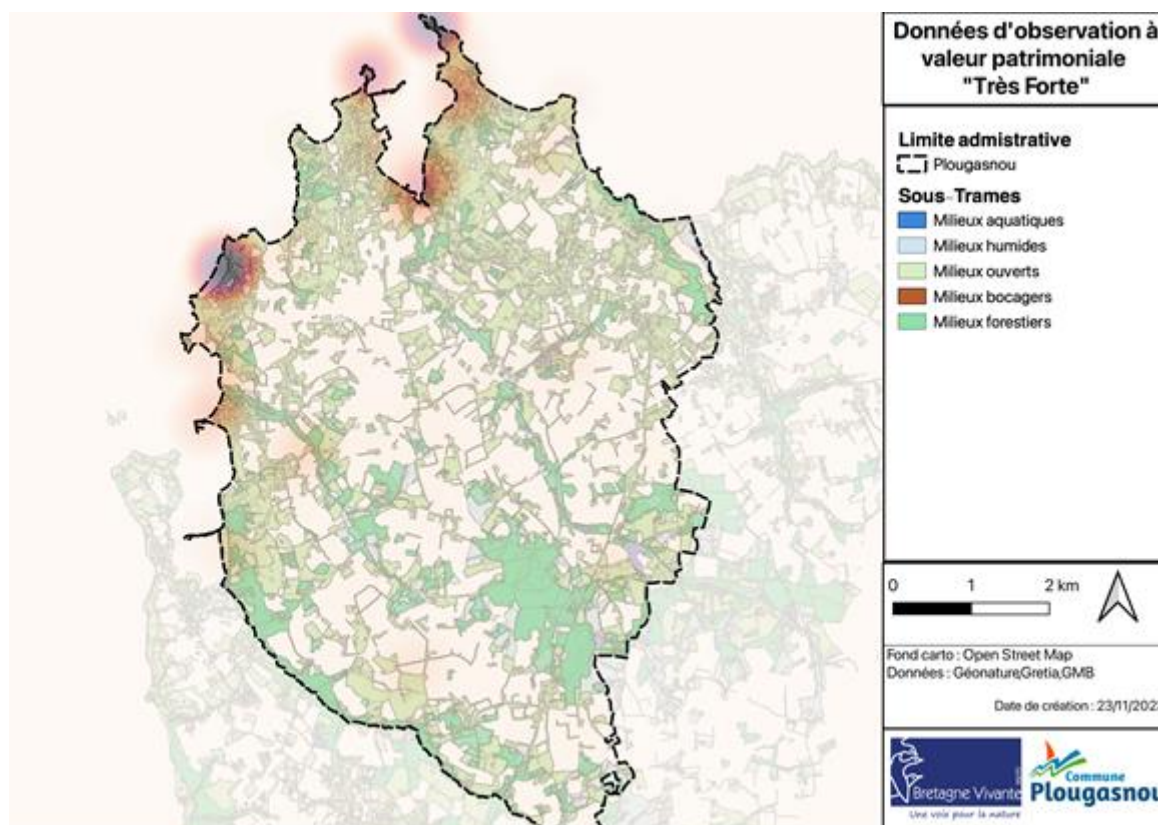 Données d'observation à
valeur patrimoniale
"Très Forte"
Limite admistrative
Plougasnou
Sous-Trames
Milieux aquatiques
Milieux humides
Milieux ouverts
Milieux bocagers
Milieux forestiers
0 1 2 km
Fond carto : Open Street Map
Données : Géonature,Gretia,GMB
Date de création : 23/11/2023
Bretagne Vivante
Une voix pour la nature
Commune
Plougasnou